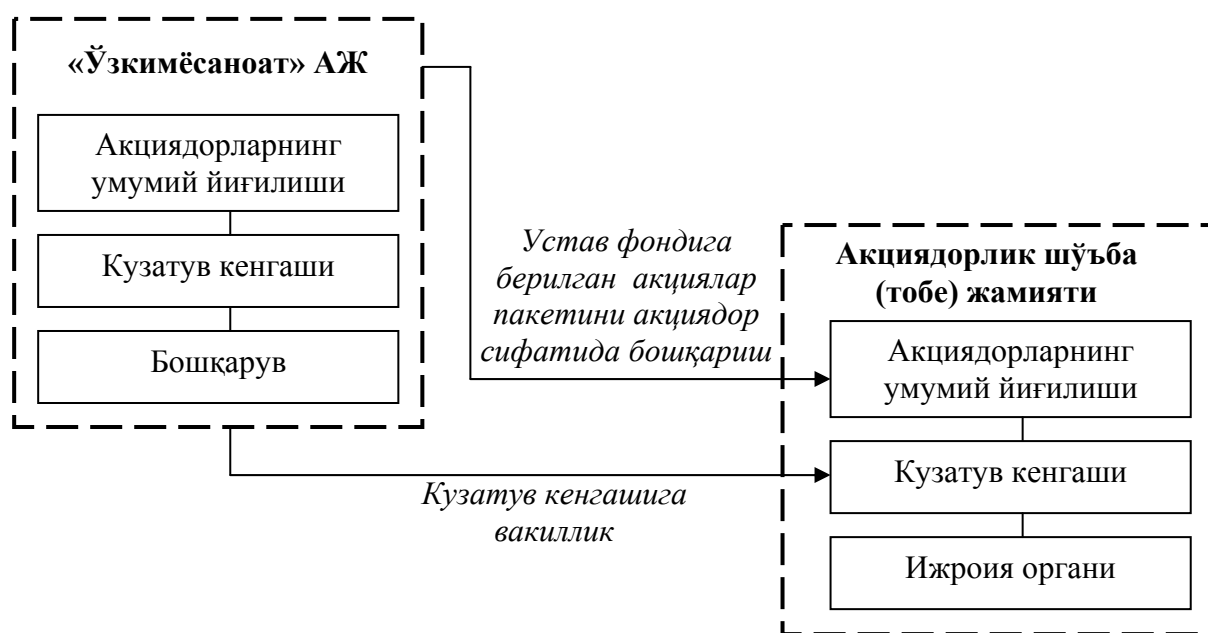 «Ўзкимёсаноат» АЖ
Акциядорларнинг
умумий йиғилиши
Кузатув кенгаши
Бошқарув
Устав фондига
берилган акциялар
пакетини акциядор
сифатида бошқариш
Кузатув кенгашига
вакиллик
Акциядорлик шўъба
(тобе) жамияти
Акциядорларнинг
умумий йиғилиши
Кузатув кенгаши
Ижроия органи